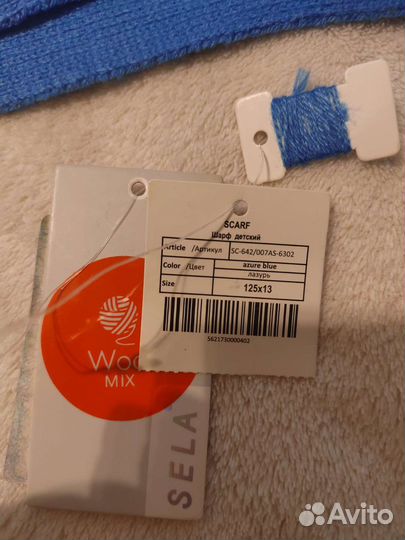 SCARF
Шарф детский
Article /Артикул SC-642/007AS-6302
Color /Цвет azure blue
лазурь
Size 125x13
5621730000402
Woo
MIX
SELA
Avito